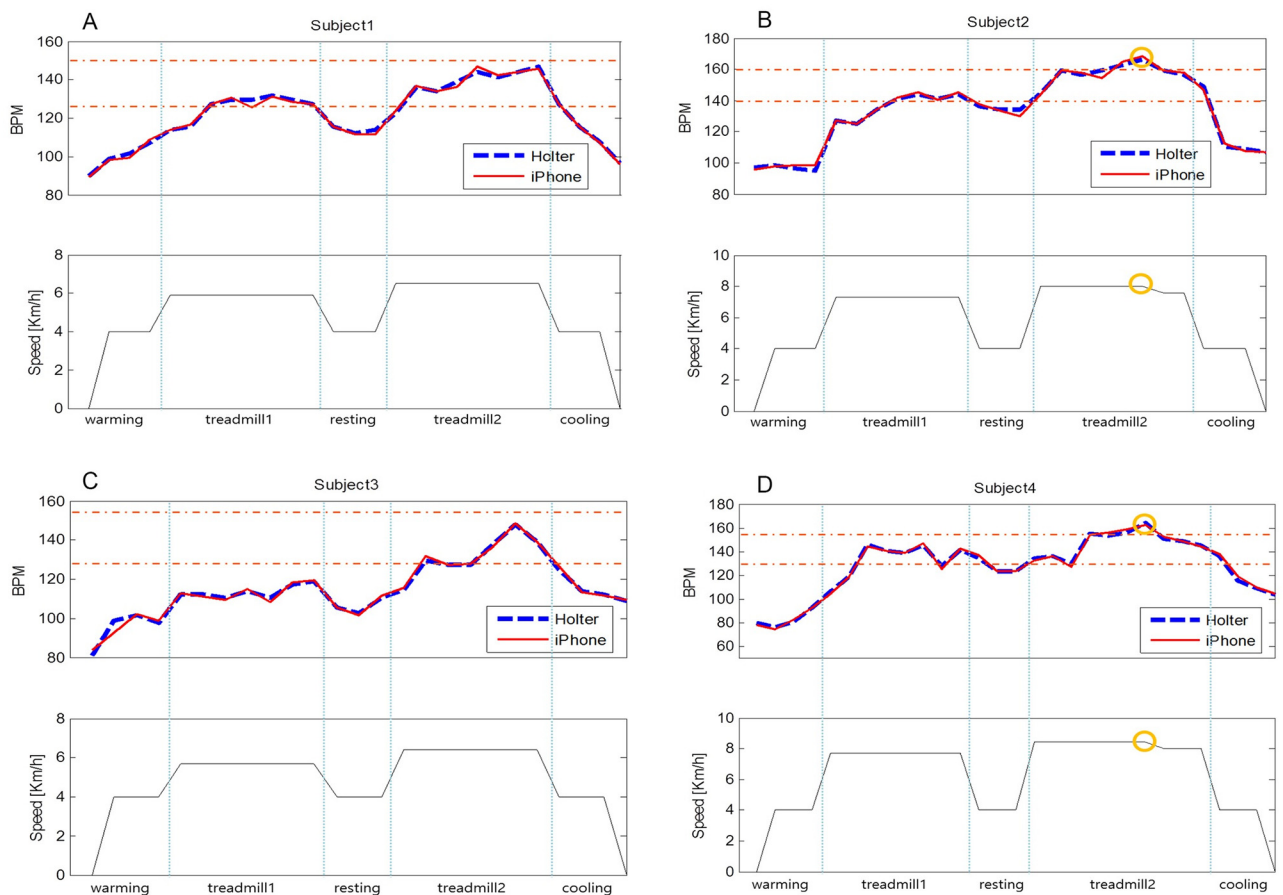 A
Subject1
160
140
120
100
80
BPM
Holter
iPhone
8
6
4
2
0
Speed [Km/h]
warming treadmill1 resting treadmill2 cooling
B
Subject2
180
160
140
120
100
80
BPM
Holter
iPhone
10
8
6
4
2
0
Speed [Km/h]
warming treadmill1 resting treadmill2 cooling
C
Subject3
160
140
120
100
80
BPM
Holter
iPhone
8
6
4
2
0
Speed [Km/h]
warming treadmill1 resting treadmill2 cooling
D
Subject4
180
160
140
120
100
80
60
BPM
Holter
iPhone
10
8
6
4
2
0
Speed [Km/h]
warming treadmill1 resting treadmill2 cooling